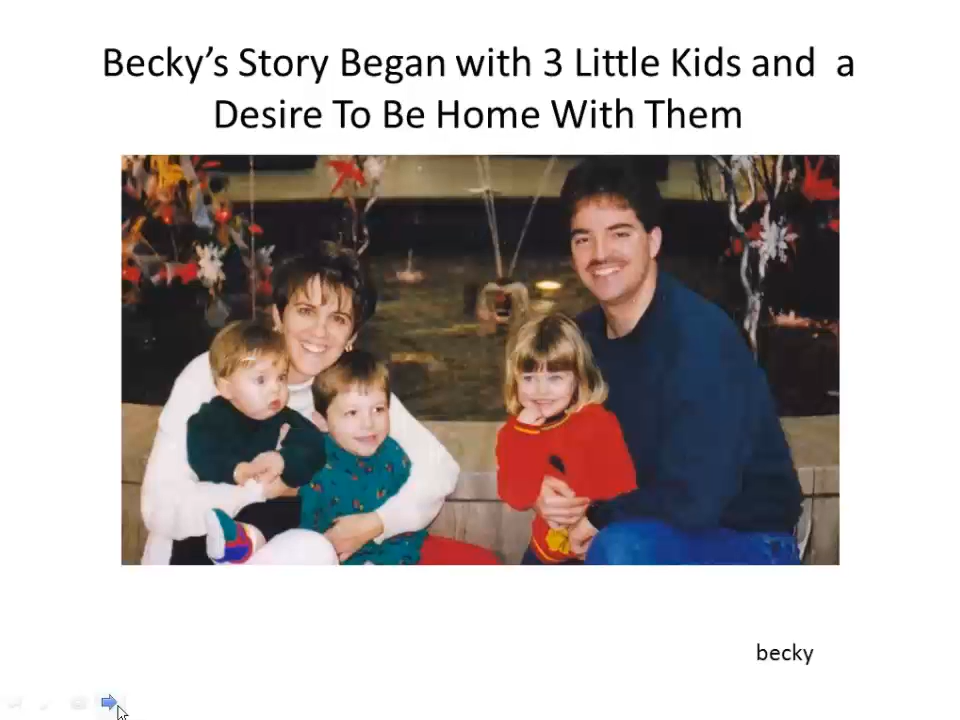 Becky’s Story Began with 3 Little Kids and a
Desire To Be Home With Them
becky